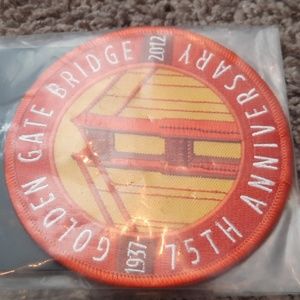 GOLDEN GATE BRIDGE
2012
75TH ANNIVERSARY
1937